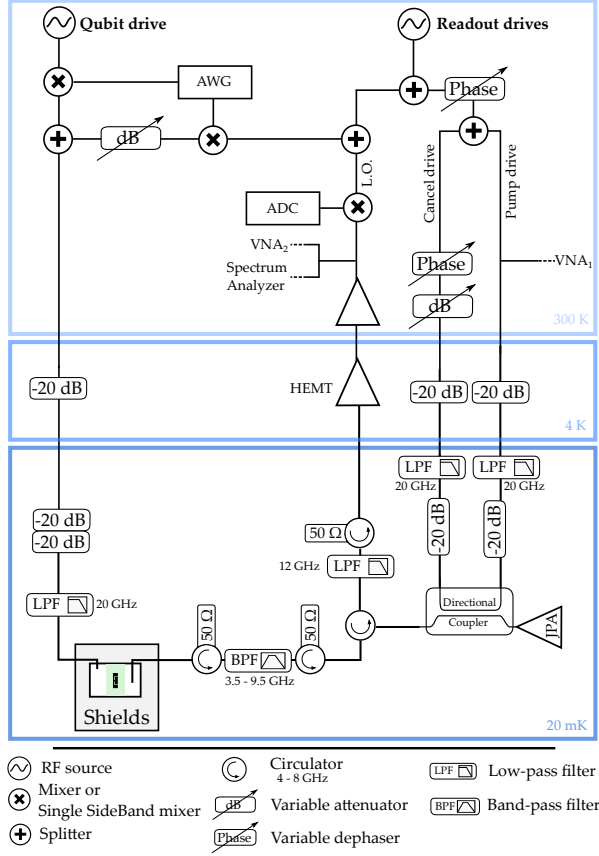 Qubit drive
Readout drives
AWG
Phase
dB
L.O.
Cancel drive
Pump drive
ADC
VNA2
Spectrum
Analyzer
Phase
VNA1
dB
300 K
-20 dB
HEMT
-20 dB
-20 dB
4 K
LPF
20 GHz
LPF
20 GHz
-20 dB
-20 dB
-20 dB
-20 dB
50 Ω
12 GHz
LPF
LPF
20 GHz
50 Ω
50 Ω
Directional
Coupler
JPA
BPF
3.5 - 9.5 GHz
Shields
20 mK
RF source
Circulator
4 - 8 GHz
LPF
Low-pass filter
Mixer or
Single SideBand mixer
dB
Variable attenuator
BPF
Band-pass filter
Splitter
Phase
Variable dephaser